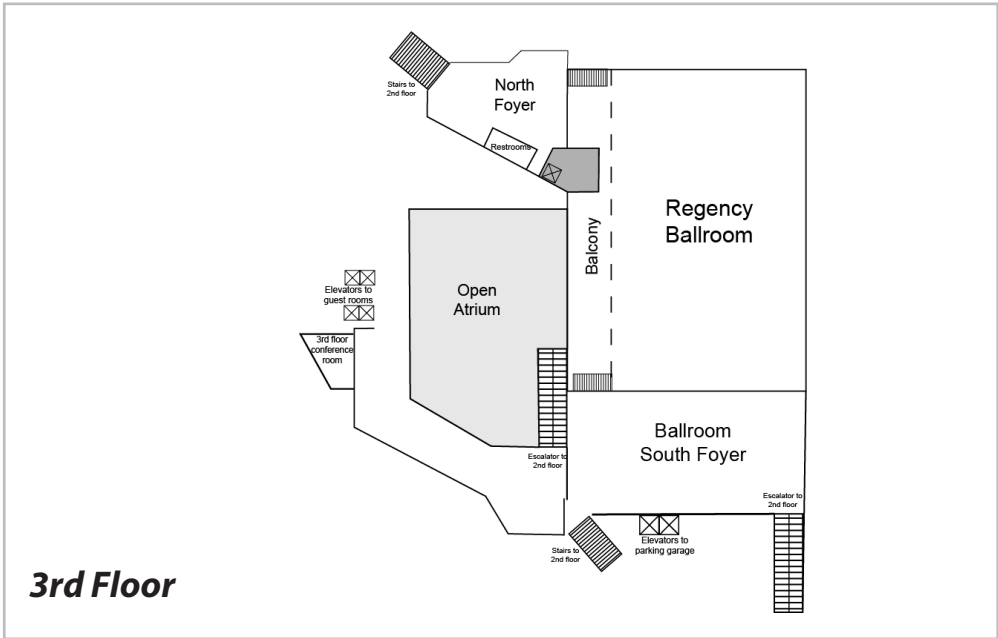 Stairs to
2nd floor
North
Foyer
Restrooms
Regency
Ballroom
Balcony
Open
Atrium
Elevators to
guest rooms
3rd floor
conference
room
Ballroom
South Foyer
Escalator to
2nd floor
Escalator to
2nd floor
Stairs to
2nd floor
Elevators to
parking garage
3rd Floor